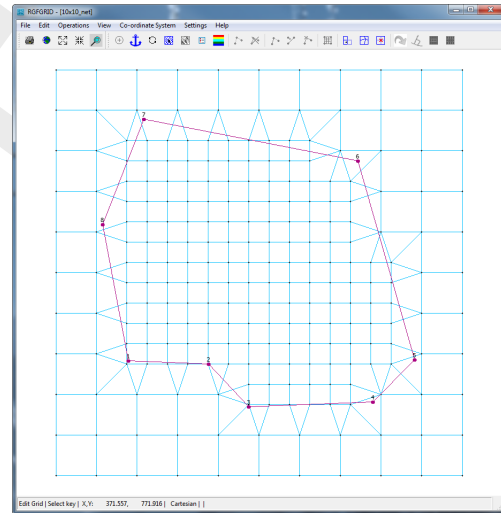 RGFGRID - [10x10_net]
File Edit Operations View Co-ordinate System Settings Help
7
6
8
5
1
2
4
3
Edit Grid | Select key | X,Y: 371.557, 771.916 | Cartesian | |